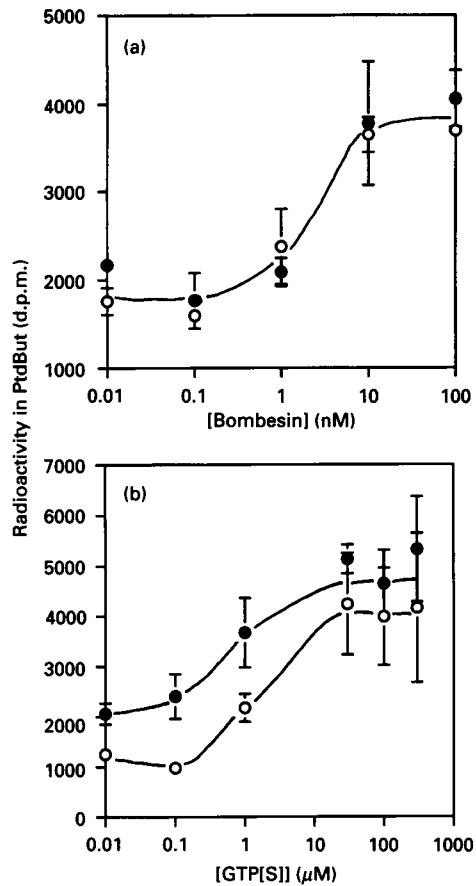 Radioactivity in PtdBut (d.p.m.)
(a)
5000
4000
3000
2000
1000
0.01 0.1 1 10 100
[Bombesin] (nM)
(b)
7000
6000
5000
4000
3000
2000
1000
0
0.01 0.1 1 10 100 1000
[GTP[S]] (μM)